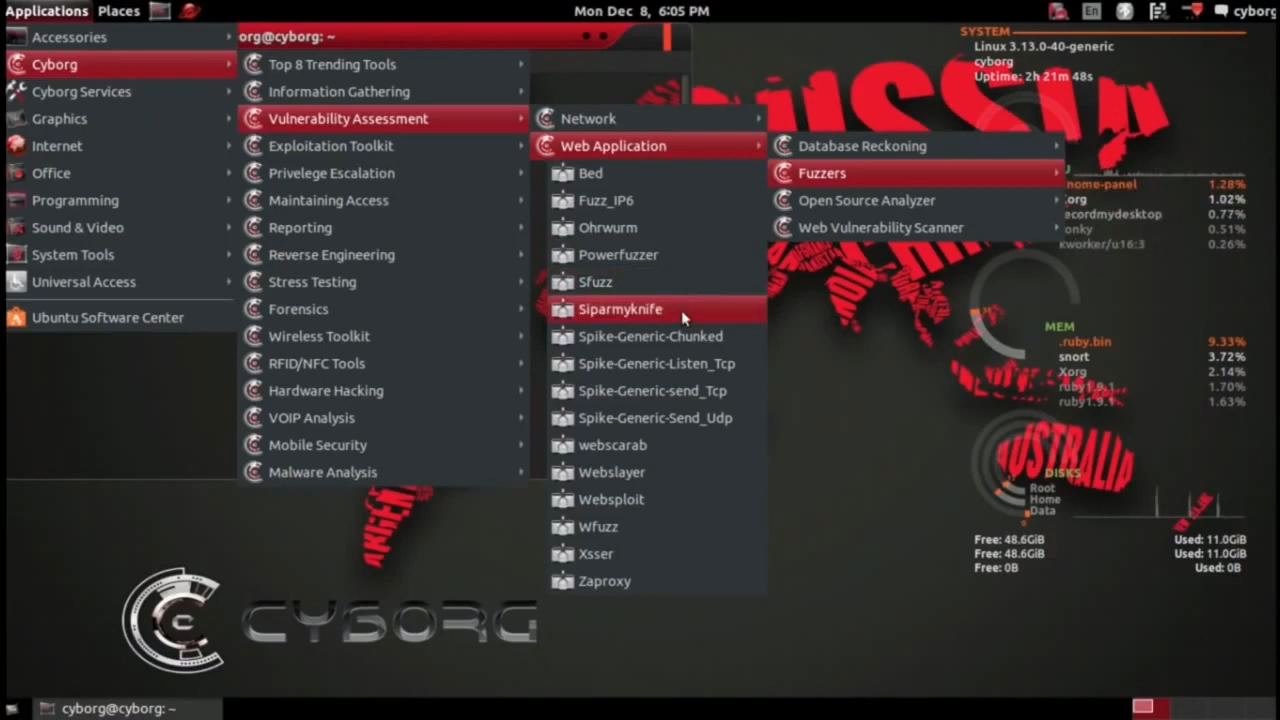 Applications Places
Mon Dec 8, 6:05 PM
En
cyborg
Accessories
Cyborg
Cyborg Services
Graphics
Internet
Office
Programming
Sound & Video
System Tools
Universal Access
Ubuntu Software Center
org@cyborg: ~
Top 8 Trending Tools
Information Gathering
Vulnerability Assessment
Exploitation Toolkit
Privelege Escalation
Maintaining Access
Reporting
Reverse Engineering
Stress Testing
Forensics
Wireless Toolkit
RFID/NFC Tools
Hardware Hacking
VOIP Analysis
Mobile Security
Malware Analysis
Network
Web Application
Bed
Fuzz_IP6
Ohrwurm
Powerfuzzer
Sfuzz
Siparmyknife
Spike-Generic-Chunked
Spike-Generic-Listen_Tcp
Spike-Generic-send_Tcp
Spike-Generic-Send_Udp
webscarab
Webslayer
Websploit
Wfuzz
Xsser
Zaproxy
Database Reckoning
Fuzzers
Open Source Analyzer
Web Vulnerability Scanner
SYSTEM
Linux 3.13.0-40-generic
cyborg
Uptime: 2h 21m 48s
nome-panel 1.28%
org 1.02%
ecordmydesktop 0.77%
onky 0.51%
kworker/u16:3 0.26%
MEM
.ruby.bin 9.33%
snort 3.72%
Xorg 2.14%
ruby1.9.1 1.70%
ruby1.9.1 1.63%
AUSTRALIA
DISKS
Root
Home
Data
Free: 48.6GiB Used: 11.0GiB
Free: 48.6GiB Used: 11.0GiB
Free: 0B Used: 0B
CYBORG
cyborg@cyborg: ~